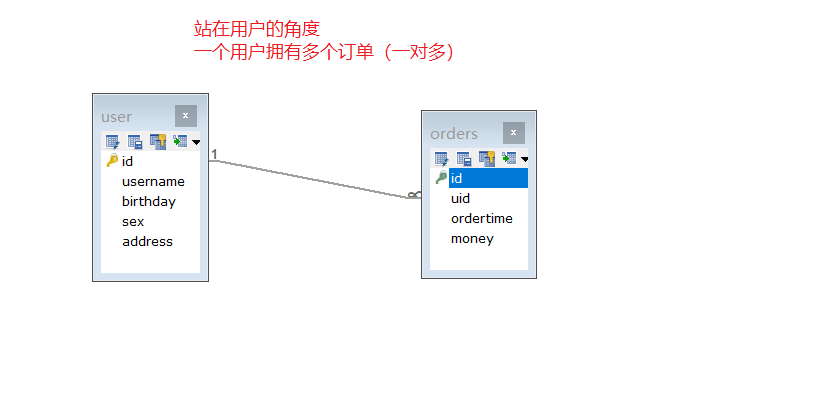 站在用户的角度
一个用户拥有多个订单（一对多）
user
x
id
username
birthday
sex
address
1
∞
orders
x
id
uid
ordertime
money